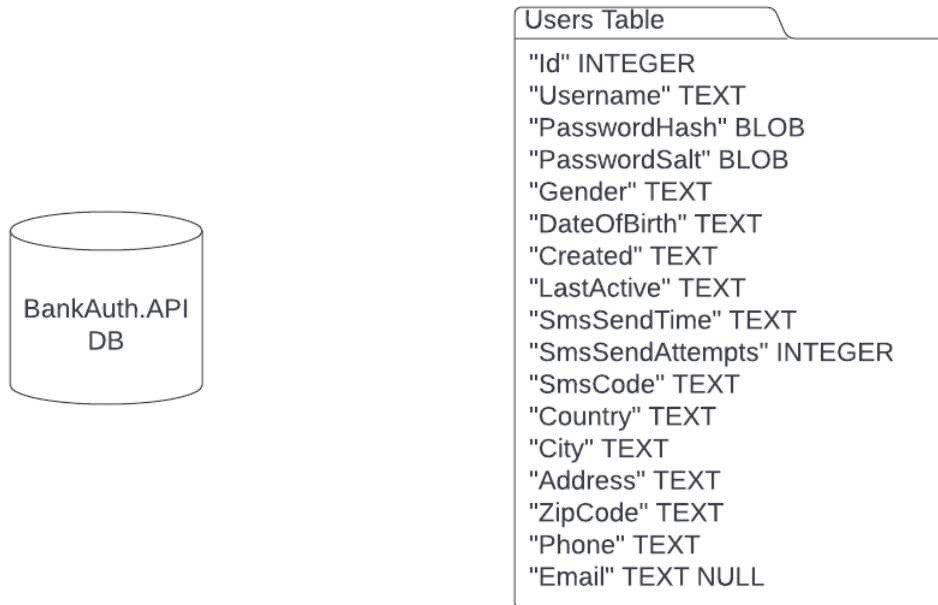 Users Table
"Id" INTEGER
"Username" TEXT
"PasswordHash" BLOB
"PasswordSalt" BLOB
"Gender" TEXT
"DateOfBirth" TEXT
"Created" TEXT
"LastActive" TEXT
"SmsSendTime" TEXT
"SmsSendAttempts" INTEGER
"SmsCode" TEXT
"Country" TEXT
"City" TEXT
"Address" TEXT
"ZipCode" TEXT
"Phone" TEXT
"Email" TEXT NULL
BankAuth.API
DB